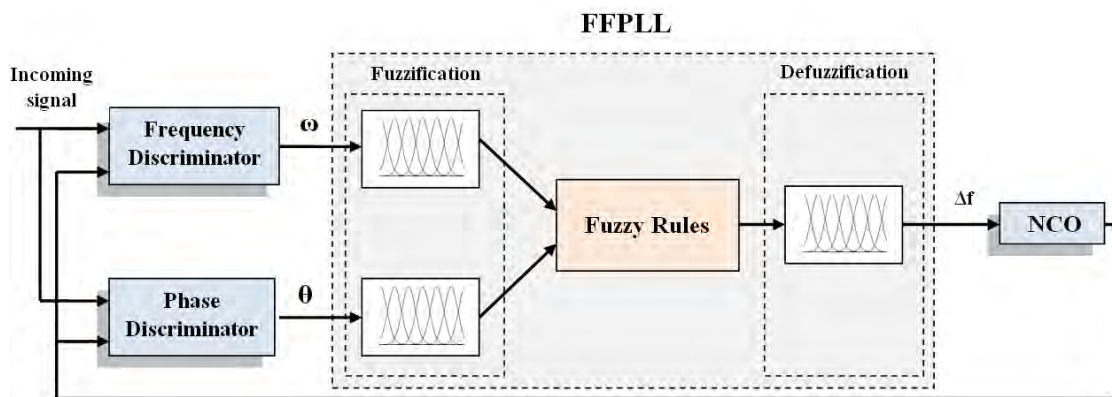 FFPLL
Incoming
signal
Fuzzification
Defuzzification
Frequency
Discriminator
ω
Fuzzy Rules
Δf
NCO
Phase
Discriminator
θ